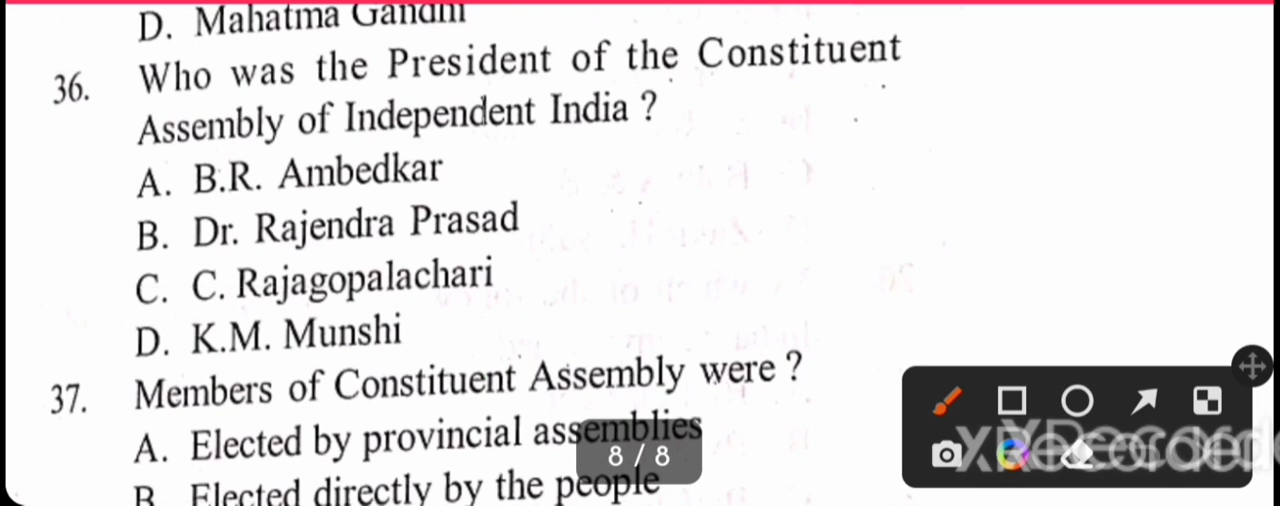 D. Mahatma Gandhi
36. Who was the President of the Constituent
Assembly of Independent India ?
A. B.R. Ambedkar
B. Dr. Rajendra Prasad
C. C. Rajagopalachari
D. K.M. Munshi
37. Members of Constituent Assembly were ?
A. Elected by provincial assemblies
8 / 8
B Elected directly by the people